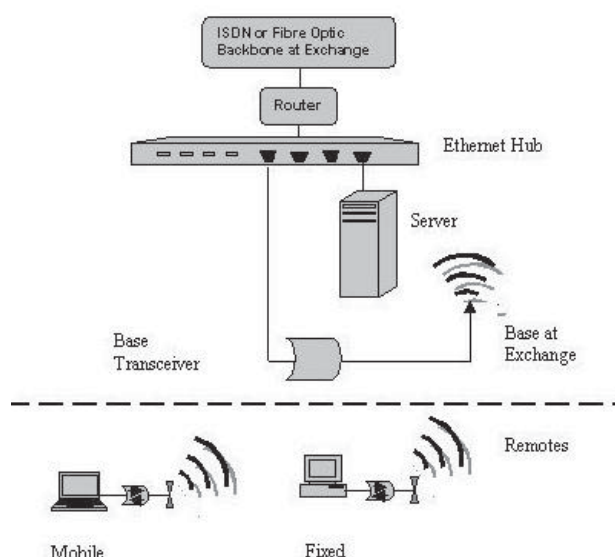 ISDN or Fibre Optic
Backbone at Exchange
Router
Ethernet Hub
Server
Base
Transceiver
Base at
Exchange
Remotes
Mobile
Fixed